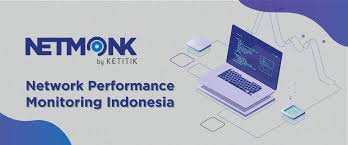 NETMONK
by KETITIK
Network Performance
Monitoring Indonesia